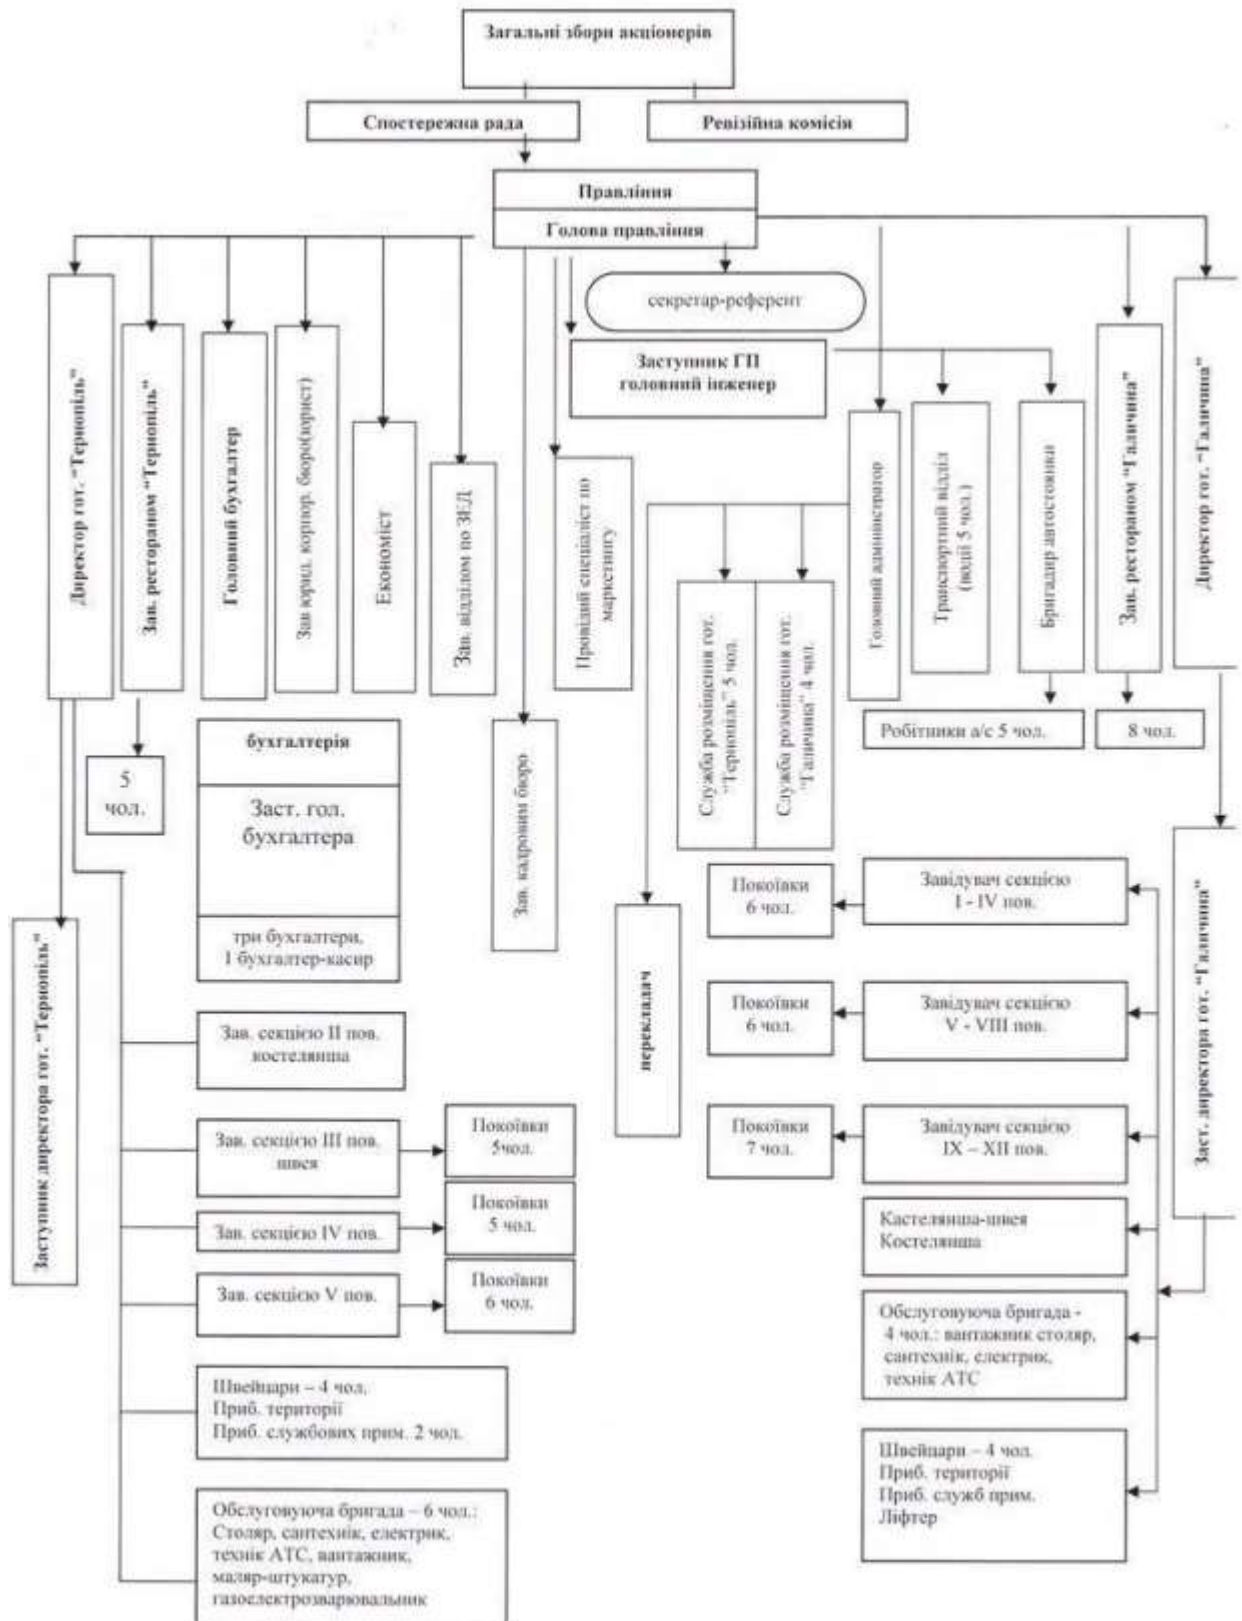 Загальні збори акціонерів
Спостережна рада
Ревізійна комісія
Правління
Голова правління
секретар-референт
Заступник ГП
головний інженер
Директор гот. "Тернопіль"
Зав. рестораном "Тернопіль"
Головний бухгалтер
Зав юрид. корпор. бюро(юрист)
Економіст
Зав. відділом по ЗЕД
Провідний спеціаліст по
маркетингу
Головний адміністратор
Транспортний відділ
(водії 5 чол.)
Бригадир автостоянки
Зав. рестораном "Галичина"
Директор гот. "Галичина"
Служба розміщення гот.
"Тернопіль" 5 чол.
Служба розміщення гот.
"Галичина" 4 чол.
Робітники а/с 5 чол.
8 чол.
5
чол.
бухгалтерія
Заст. гол.
бухгалтера
три бухгалтери,
1 бухгалтер-касир
Зав. кадровим бюро
перекладач
Заступник директора гот. "Тернопіль"
Заст. директора гот. "Галичина"
Покоївки
6 чол.
Завідувач секцією
I - IV пов.
Покоївки
6 чол.
Завідувач секцією
V - VIII пов.
Покоївки
7 чол.
Завідувач секцією
IX – XII пов.
Зав. секцією II пов.
костелянша
Зав. секцією III пов.
швея
Покоївки
5чол.
Зав. секцією IV пов.
Покоївки
5 чол.
Зав. секцією V пов.
Покоївки
6 чол.
Кастелянша-швея
Костелянша
Обслуговуюча бригада -
4 чол.: вантажник столяр,
сантехнік, електрик,
технік АТС
Швейцари – 4 чол.
Приб. території
Приб. службових прим. 2 чол.
Швейцари – 4 чол.
Приб. території
Приб. служб прим.
Ліфтер
Обслуговуюча бригада – 6 чол.:
Столяр, сантехнік, електрик,
технік АТС, вантажник,
маляр-штукатур,
газоелектрозварювальник